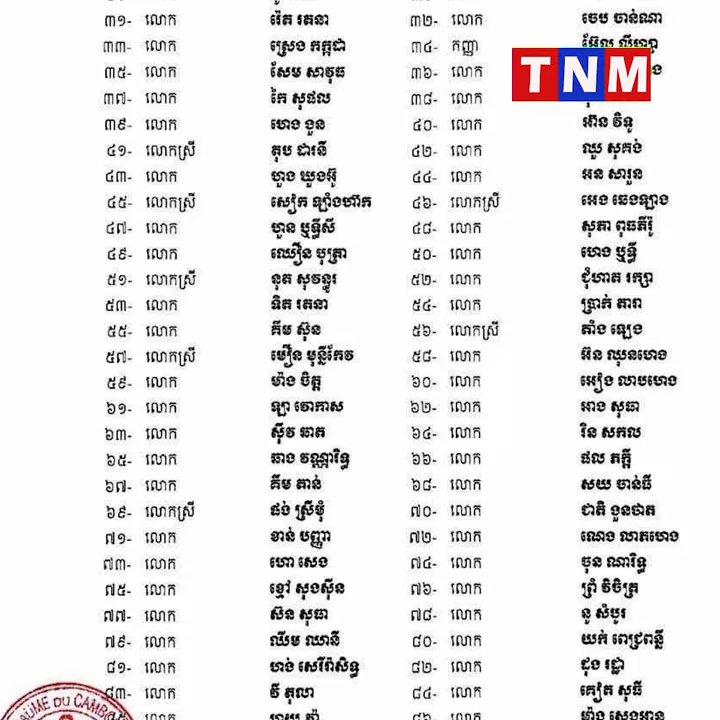 ៣១- លោក រ៉េត រតនា ៣២- លោក ចេប ចាន់ណា
៣៣- លោក ស្រេង កក្កដា ៣៤- កញ្ញា
៣៥- លោក សែម សាវុធ ៣៦- លោក
TNM
៣៧- លោក កៃ សុផល ៣៨- លោក
៣៩- លោក ហេង ងួន ៤០- លោក អ៊ាន វិទូ
៤១- លោកស្រី តុប ដារនី ៤២- លោក ឈួ សុគង់
៤៣- លោក ហួង ឃួងអ៊ូ ៤៤- លោក អន សារួន
៤៥- លោកស្រី សៀក ឡាំងហ៊ាក ៤៦- លោកស្រី អេង ឆេងឡាង
៤៧- លោក ហួន ឬទ្ធីសី ៤៨- លោក សុភា ពុធភីរ៉ូ
៤៩- លោក ឈឿន បុត្រា ៥០- លោក ហេង ឬទ្ធី
៥១- លោកស្រី នុត សុវន្ធូរ ៥២- លោក ជុំហាត រក្សា
៥៣- លោក ទិត រតនា ៥៤- លោក ប្រាក់ តារា
៥៥- លោក គីម ស៊ុន ៥៦- លោកស្រី តាំង ឡេង
៥៧- លោកស្រី មឿន មុន្នីកែវ ៥៨- លោក អ៊ន ឈុនហេង
៥៩- លោក ម៉ាង ចិត្ត ៦០- លោក អៀង លាបហេង
៦១- លោក ឡា វោកាស ៦២- លោក អាង សុធា
៦៣- លោក ស៊ីវ ឆាត ៦៤- លោក រិន សកល
៦៥- លោក ឆាង វណ្ណារិទ្ធ ៦៦- លោក ផល ភក្តី
៦៧- លោក គីម តាន់ ៦៨- លោក សយ ចាន់ធី
៦៩- លោកស្រី ផង់ ស្រីមុំ ៧០- លោក ជាតិ ងួនថាត
៧១- លោក ខាន់ បញ្ញា ៧២- លោក ណេង លាភហេង
៧៣- លោក ហោ សេង ៧៤- លោក ចុន ណារិទ្ធ
៧៥- លោក ខ្មៅ សុងស៊ីន ៧៦- លោក ព្រំ វិចិត្រ
៧៧- លោក ស៊ន សុធា ៧៨- លោក នូ សំបូរ
៧៩- លោក ឈឹម ឈានី ៨០- លោក យក់ ពេជ្រពន្លឺ
៨១- លោក ហង់ សេរីរ៉ាសិទ្ធ ៨២- លោក ដុង រដ្ឋា
៨៣- លោក វី តុលា ៨៤- លោក គៀត សុធី